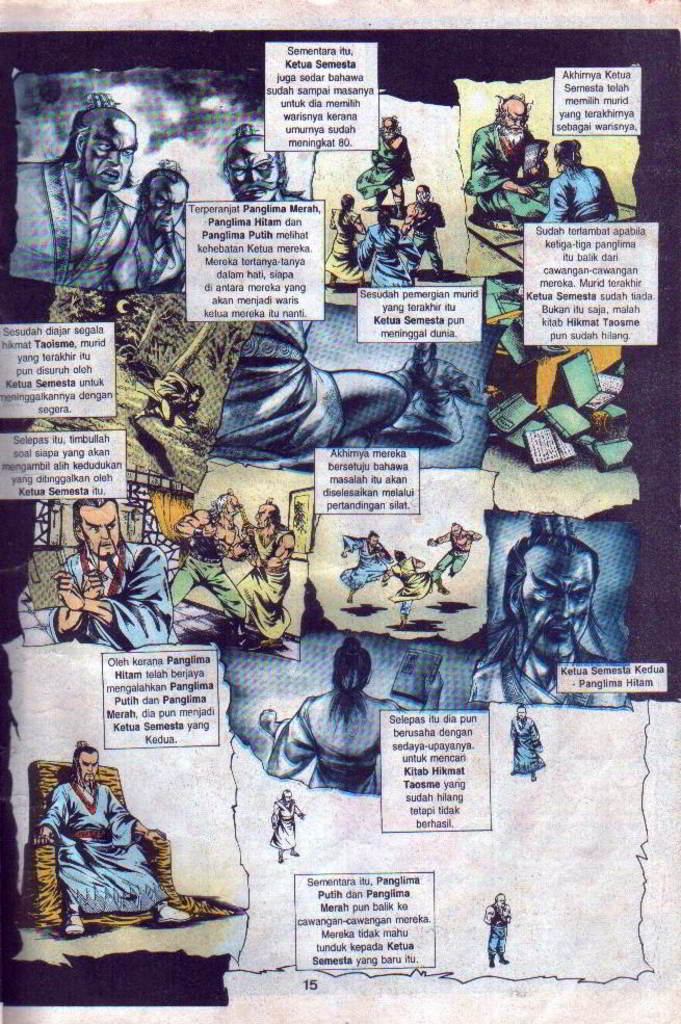 Sementara itu,
Ketua Semesta
juga sedar bahawa
sudah sampai masanya
untuk dia memilih
warisnya kerana
umurnya sudah
meningkat 80.
Akhirnya Ketua
Semesta telah
memilih murid
yang terakhirnya
sebagai warisnya.
Terperanjat Panglima Merah,
Panglima Hitam dan
Panglima Putih melihat
kehebatan Ketua mereka.
Mereka tertanya-tanya
dalam hati, siapa
di antara mereka yang
akan menjadi waris
ketua mereka itu nanti.
Sudah terlambat apabila
ketiga-tiga panglima
itu balik dari
cawangan-cawangan
mereka. Murid terakhir
Ketua Semesta sudah tiada.
Bukan itu saja, malah
kitab Hikmat Taosme
pun sudah hilang.
Sesudah pemergian murid
yang terakhir itu
Ketua Semesta pun
meninggal dunia.
Sesudah diajar segala
hikmat Taoisme, murid
yang terakhir itu
pun disuruh oleh
Ketua Semesta untuk
meninggalkannya dengan
segera.
Selepas itu, timbullah
soal siapa yang akan
mengambil alih kedudukan
yang ditinggalkan oleh
Ketua Semesta itu.
Akhirnya mereka
bersetuju bahawa
masalah itu akan
diselesaikan melalui
pertandingan silat.
Oleh kerana Panglima
Hitam telah berjaya
mengalahkan Panglima
Putih dan Panglima
Merah, dia pun menjadi
Ketua Semesta yang
Kedua.
Ketua Semesta Kedua
- Panglima Hitam
Selepas itu dia pun
berusaha dengan
sedaya-upayanya.
untuk mencari
Kitab Hikmat
Taosme yang
sudah hilang
tetapi tidak
berhasil.
Sementara itu, Panglima
Putih dan Panglima
Merah pun balik ke
cawangan-cawangan mereka.
Mereka tidak mahu
tunduk kepada Ketua
Semesta yang baru itu.
15